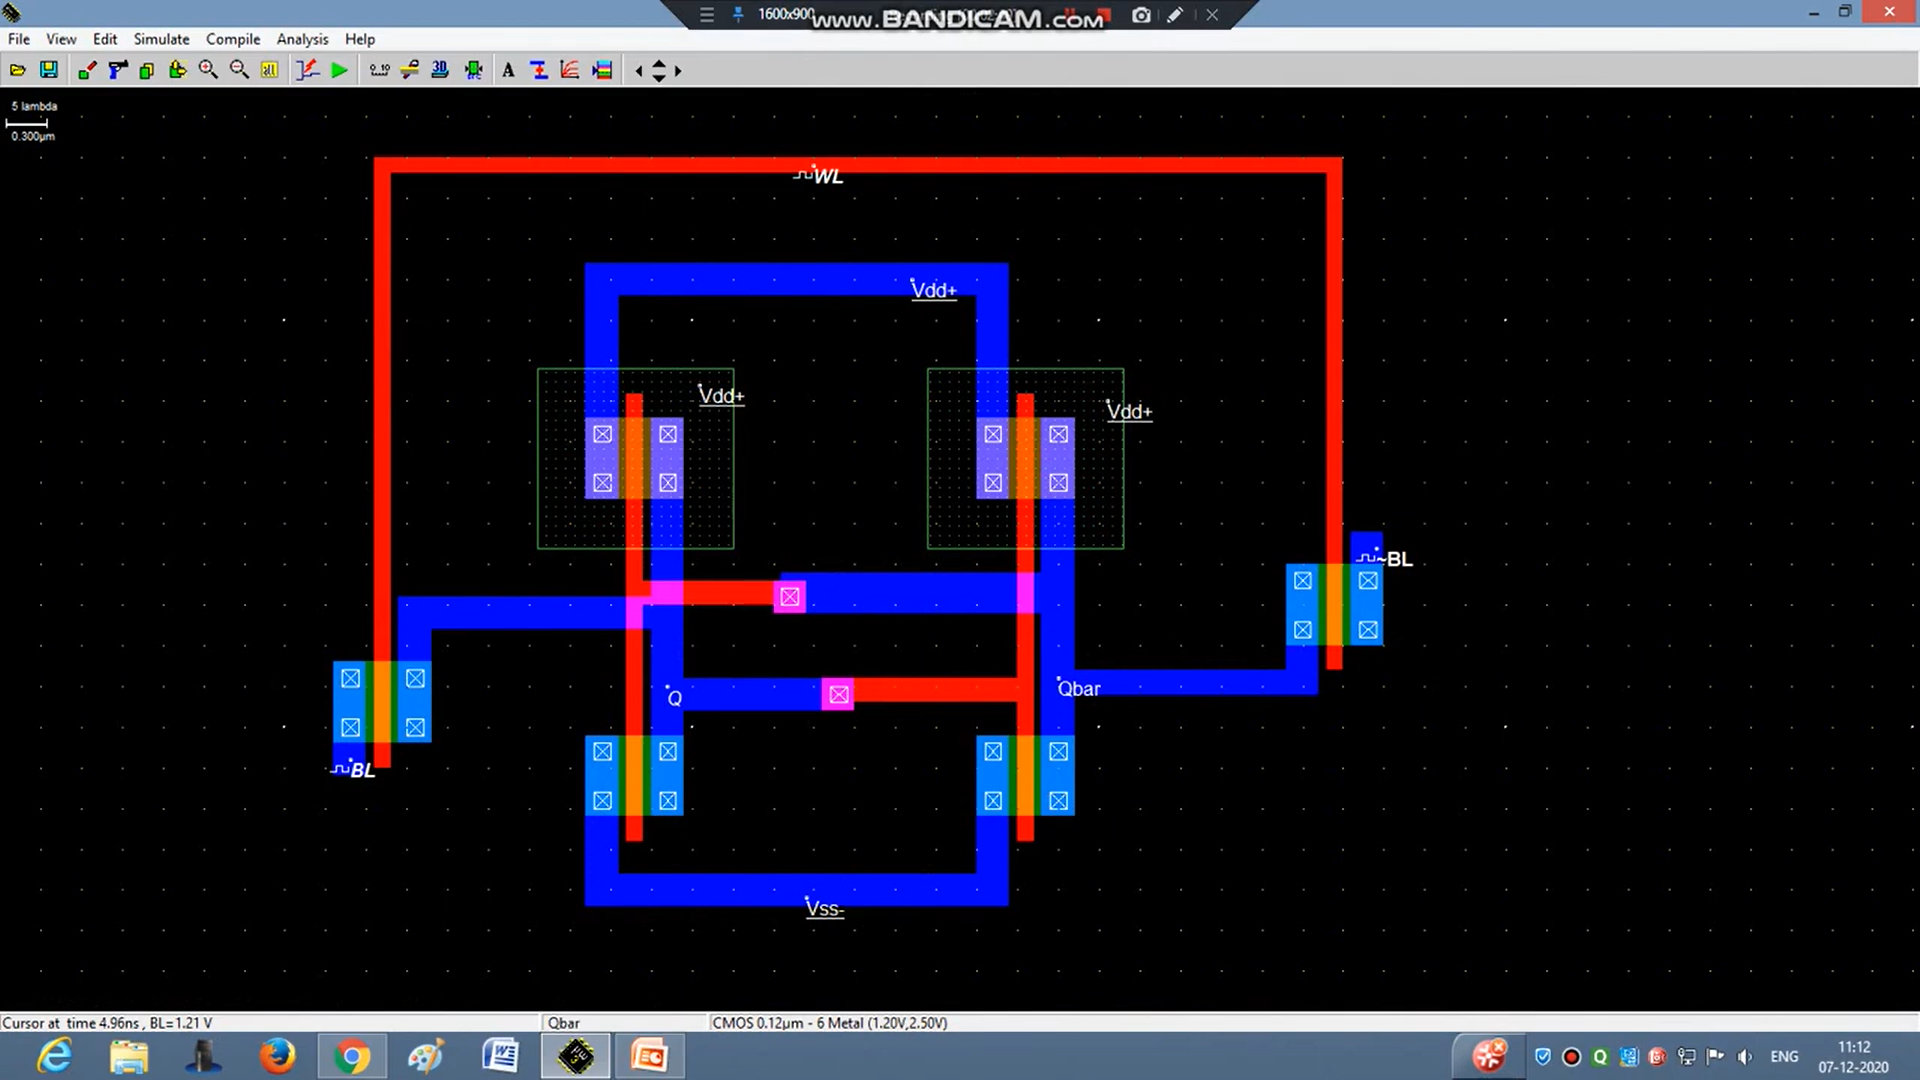 1600x900
www.BANDICAM.com
File View Edit Simulate Compile Analysis Help
5 lambda
0.300µm
WL
Vdd+
Vdd+
Vdd+
~BL
Q
Qbar
BL
Vss-
Cursor at time 4.96ns , BL=1.21 V
Qbar
CMOS 0.12µm - 6 Metal (1.20V,2.50V)
ENG
11:12
07-12-2020